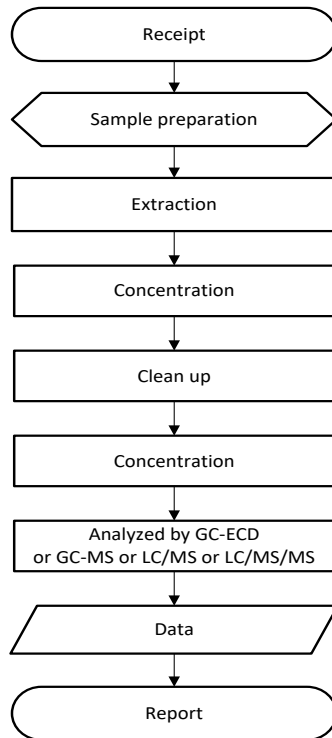 Receipt
Sample preparation
Extraction
Concentration
Clean up
Concentration
Analyzed by GC-ECD
or GC-MS or LC/MS or LC/MS/MS
Data
Report